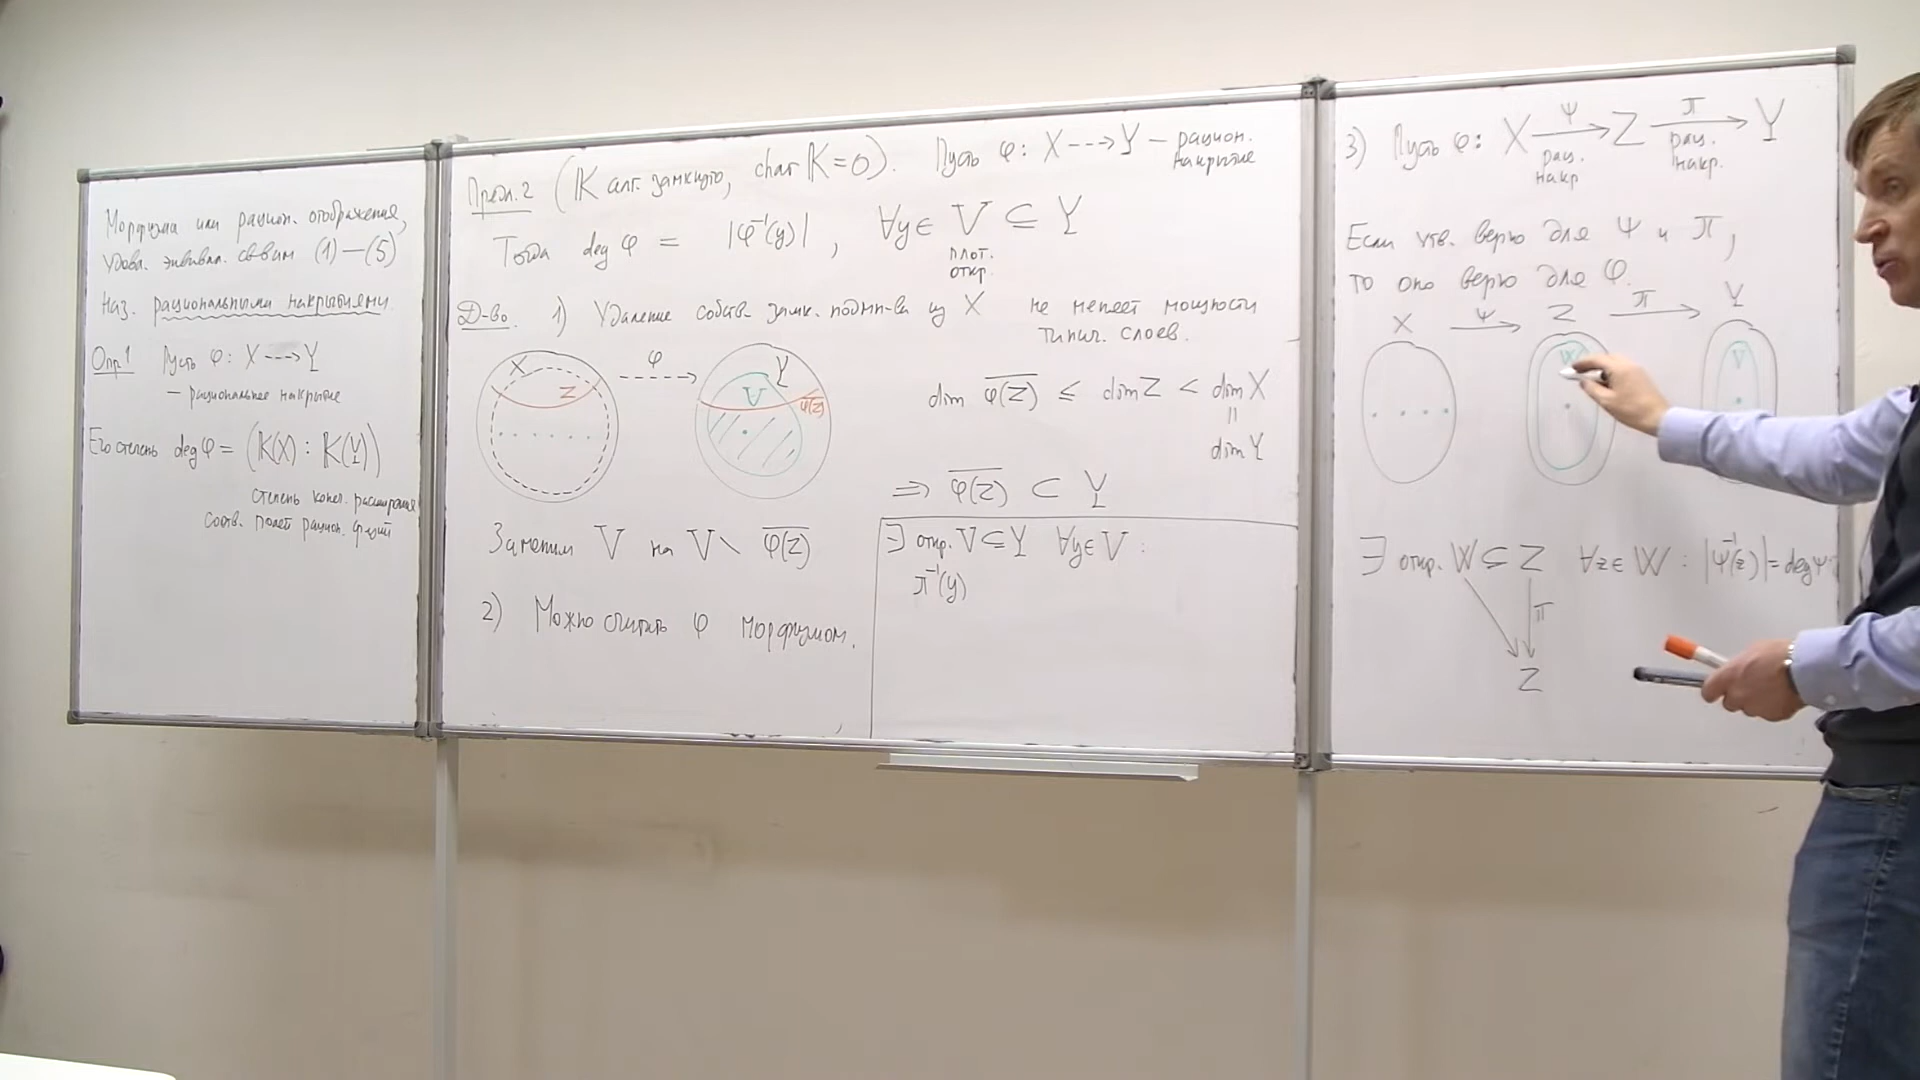 Морфизмы или рацион. отображения,
удовл. эквивал. св-вам (1)—(5)
наз. рациональными накрытиями.
Опр1 Пусть φ: X ⇢ Y
— рациональное накрытие
Его степень deg φ = (K(X) : K(Y))
степень конеч. расширения
соотв. полей рацион. функций
Предл. 2 (K алг. замкнуто, char K = 0). Пусть φ: X ⇢ Y — рацион. накрытие
Тогда deg φ = |φ⁻¹(y)|, ∀y ∈ V ⊆ Y
плот.
откр.
Д-во. 1) Удаление собств. замк. подмн-ва из X не меняет мощности
типич. слоев.
X Z φ Y V φ(Z)
dim φ(Z) ≤ dim Z < dim X
||
dim Y
⇒ φ(Z) ⊂ Y
Заменим V на V \ φ(Z)
2) Можно считать φ морфизмом.
∃ откр. V ⊆ Y ∀y ∈ V :
π⁻¹(y)
3) Пусть φ: X →ψ Z →π Y
рац. накр рац. накр.
Если утв. верно для ψ и π,
то оно верно для φ.
X ψ Z π Y
W V
∃ откр. W ⊆ Z ∀z ∈ W : |ψ⁻¹(z)| = deg ψ
π
Z